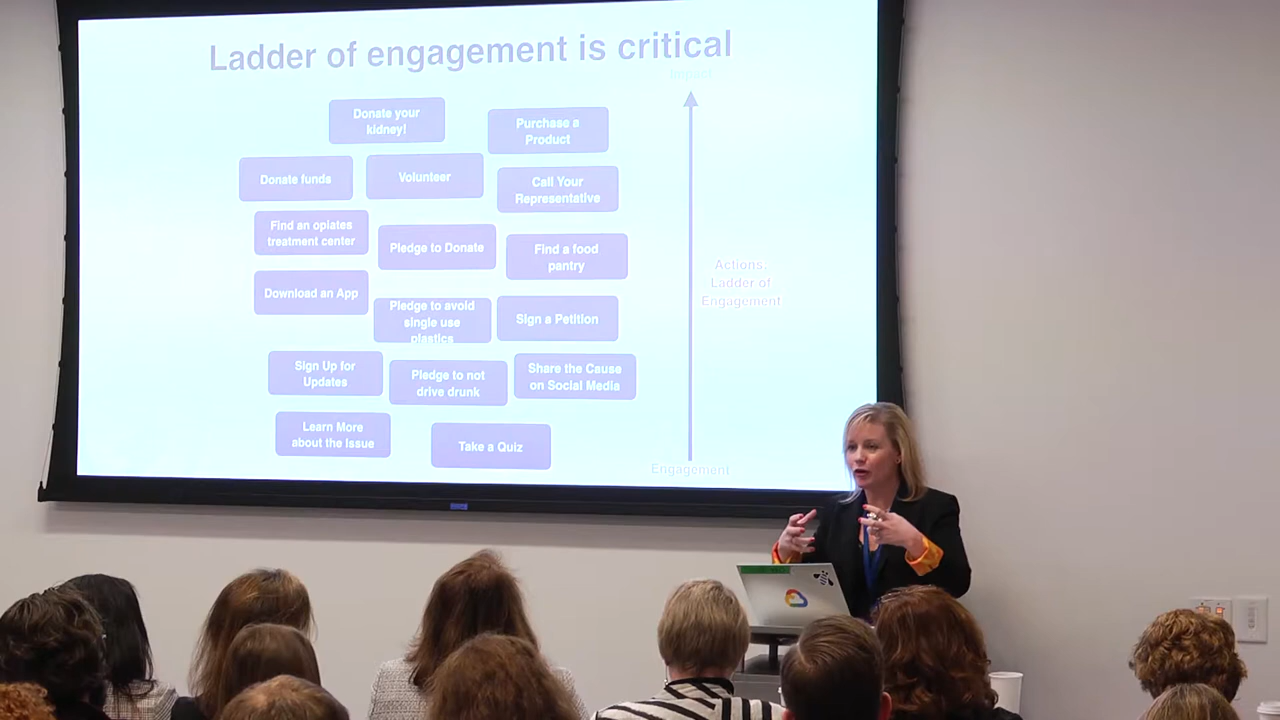 Ladder of engagement is critical
Impact
Donate your
kidney!
Purchase a
Product
Donate funds
Volunteer
Call Your
Representative
Find an opiates
treatment center
Pledge to Donate
Find a food
pantry
Actions,
Ladder of
Engagement
Download an App
Pledge to avoid
single use
plastics
Sign a Petition
Sign Up for
Updates
Pledge to not
drive drunk
Share the Cause
on Social Media
Learn More
about the Issue
Take a Quiz
Engagement